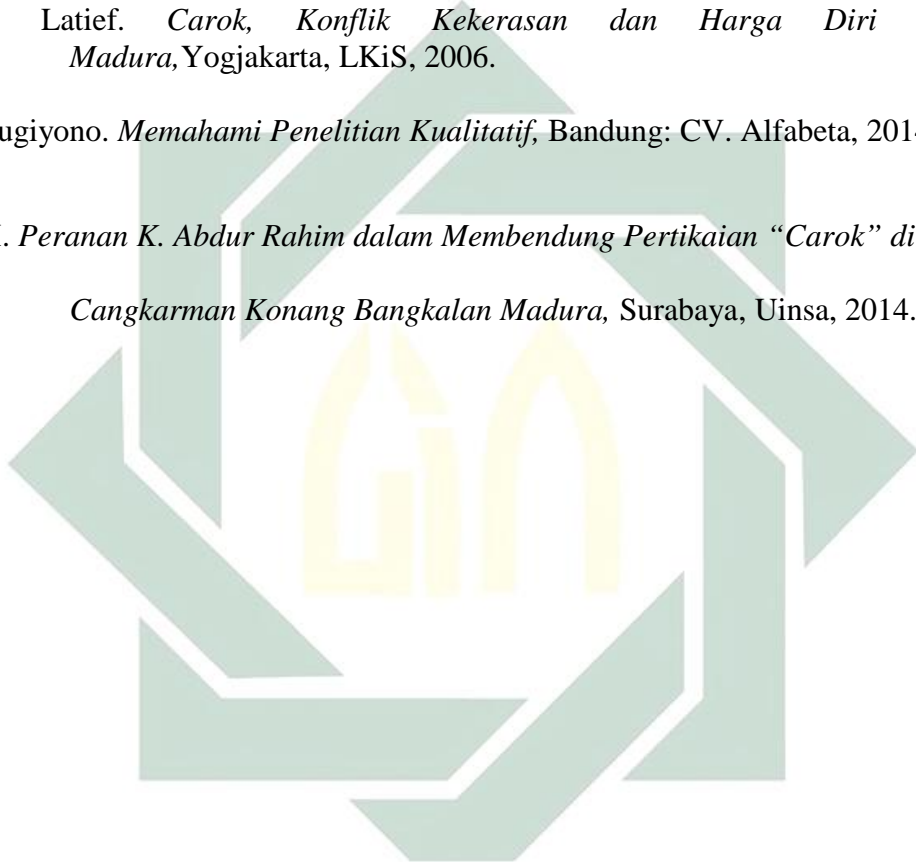 Latief. Carok, Konflik Kekerasan dan Harga Diri
Madura,Yogjakarta, LKiS, 2006.
ugiyono. Memahami Penelitian Kualitatif, Bandung: CV. Alfabeta, 201
. Peranan K. Abdur Rahim dalam Membendung Pertikaian “Carok” di
Cangkarman Konang Bangkalan Madura, Surabaya, Uinsa, 2014.